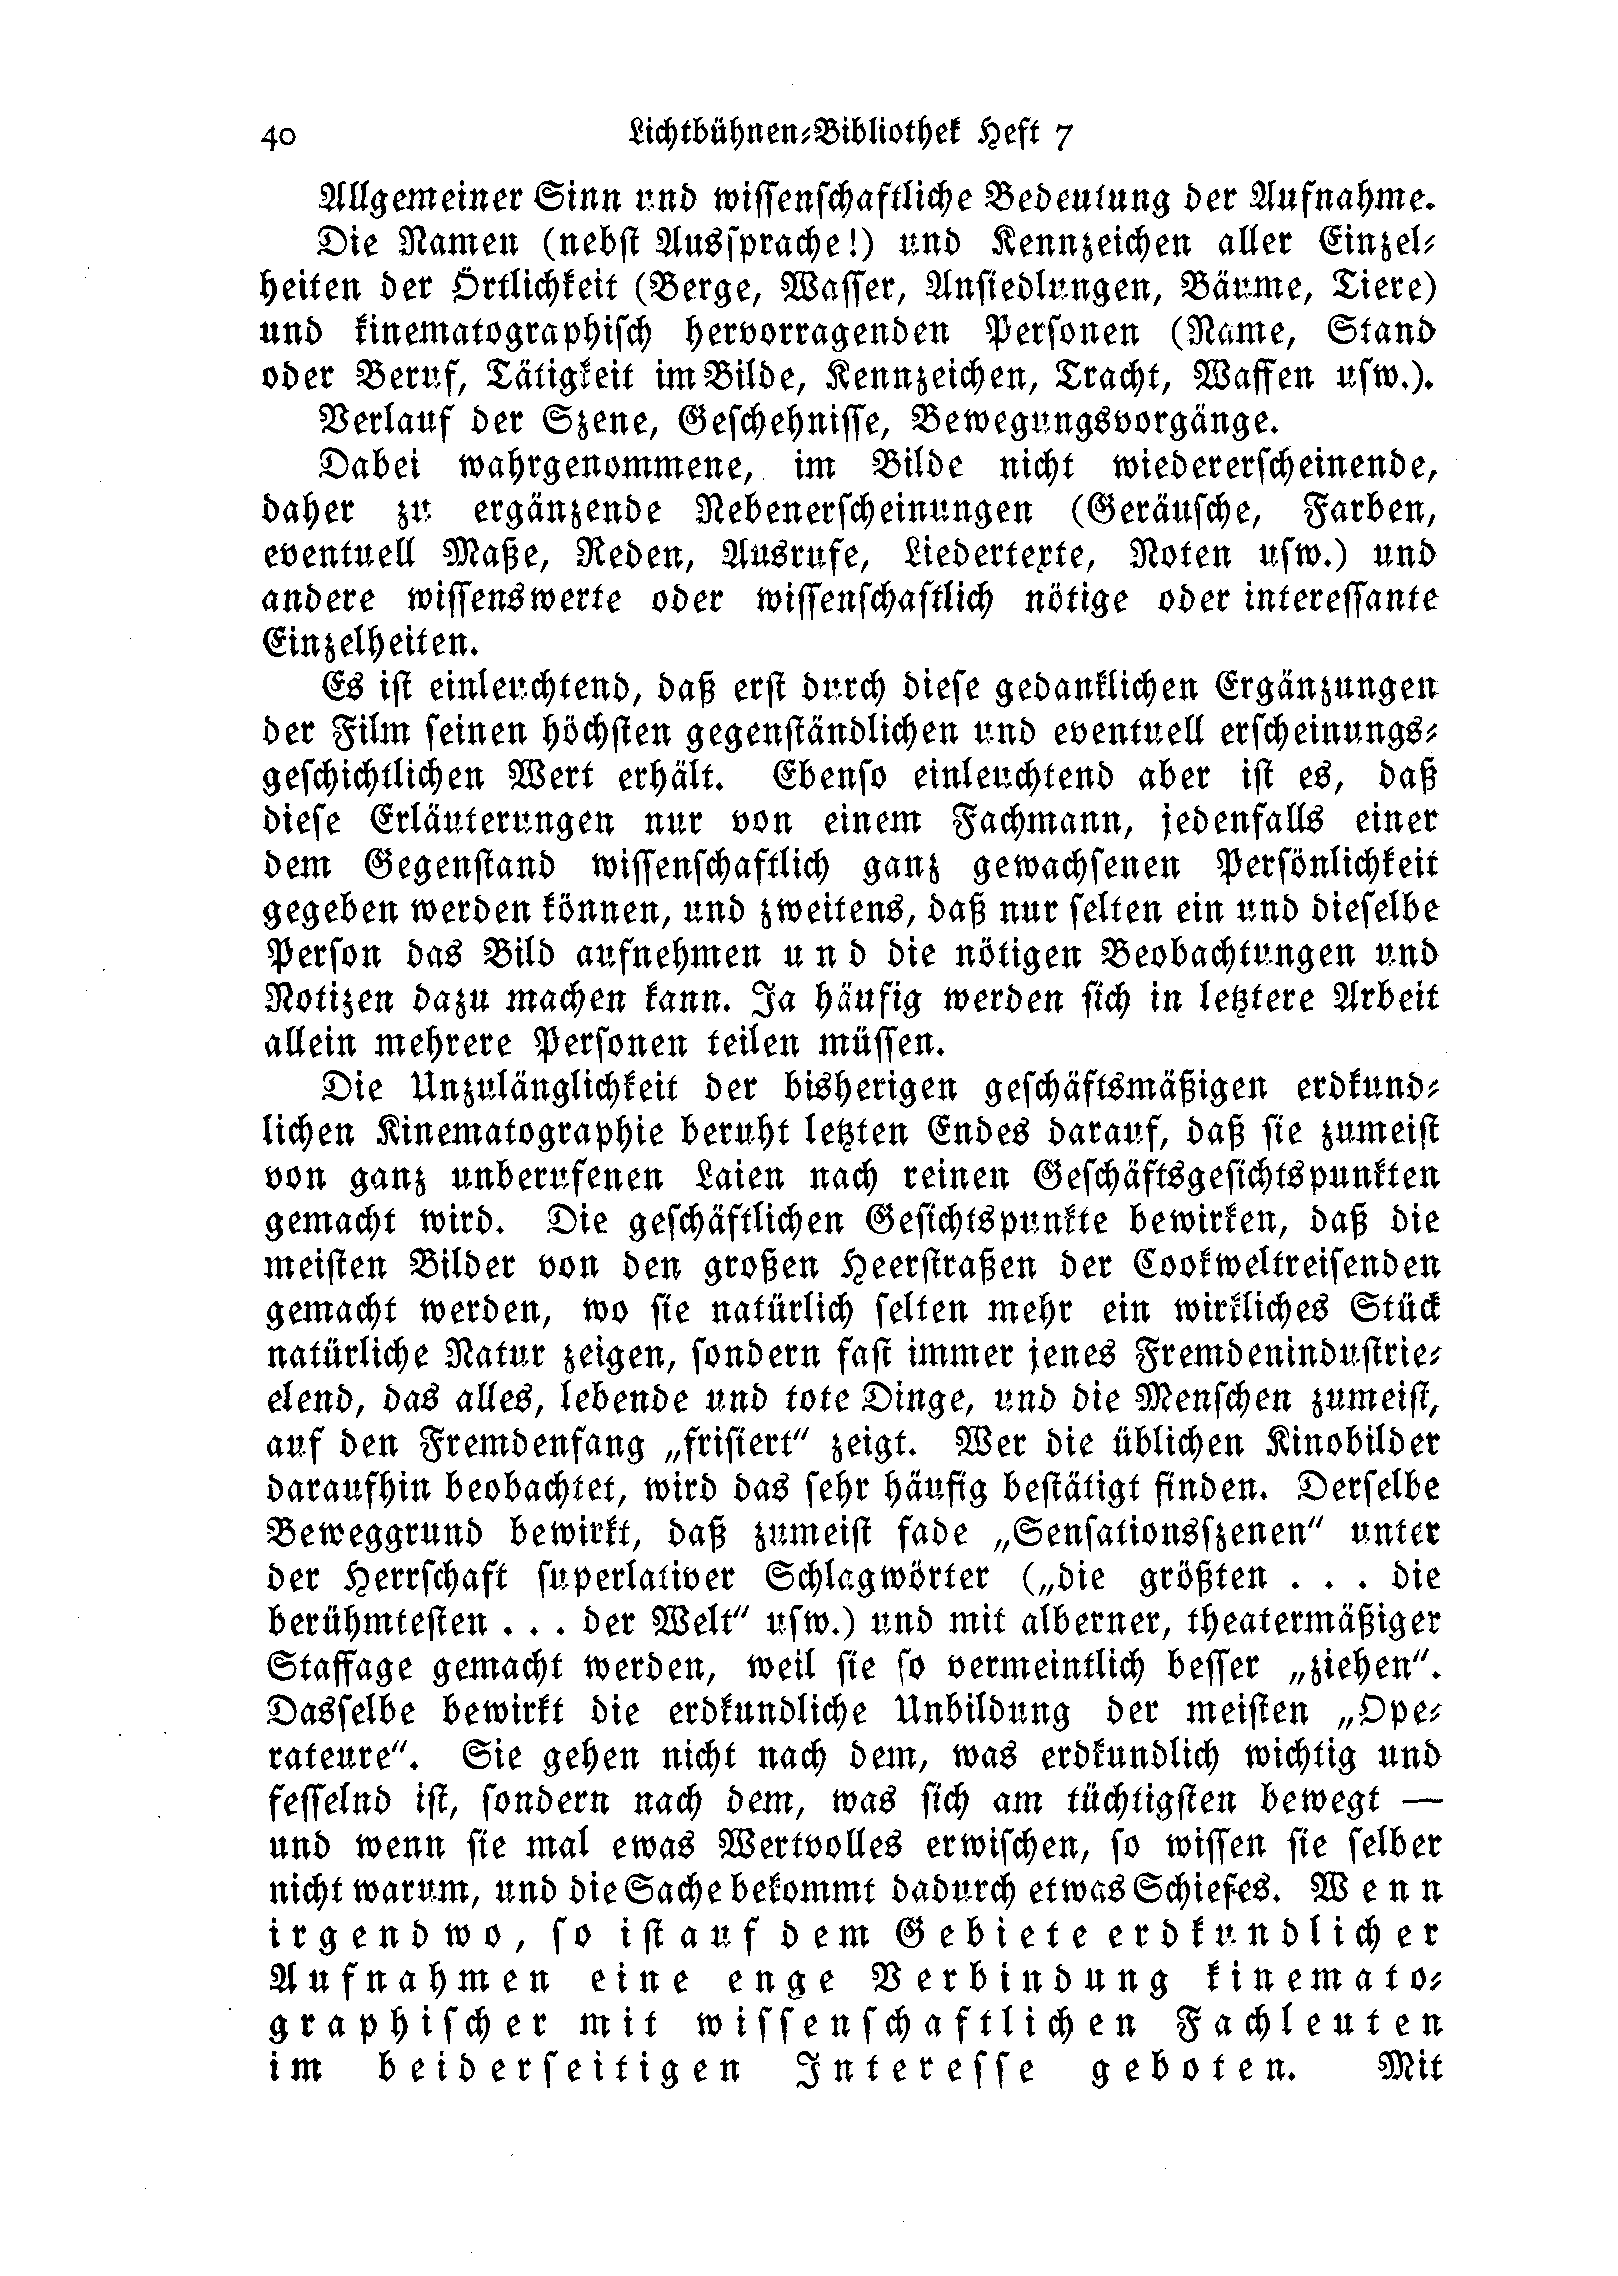 40 Lichtbühnen-Bibliothek Heft 7
Allgemeiner Sinn und wissenschaftliche Bedeutung der Aufnahme.
Die Namen (nebst Aussprache!) und Kennzeichen aller Einzel-
heiten der Örtlichkeit (Berge, Wasser, Ansiedlungen, Bäume, Tiere)
und kinematographisch hervorragenden Personen (Name, Stand
oder Beruf, Tätigkeit im Bilde, Kennzeichen, Tracht, Waffen usw.).
Verlauf der Szene, Geschehnisse, Bewegungsvorgänge.
Dabei wahrgenommene, im Bilde nicht wiedererscheinende,
daher zu ergänzende Nebenerscheinungen (Geräusche, Farben,
eventuell Maße, Reden, Ausrufe, Liedertexte, Noten usw.) und
andere wissenswerte oder wissenschaftlich nötige oder interessante
Einzelheiten.
Es ist einleuchtend, daß erst durch diese gedanklichen Ergänzungen
der Film seinen höchsten gegenständlichen und eventuell erscheinungs-
geschichtlichen Wert erhält. Ebenso einleuchtend aber ist es, daß
diese Erläuterungen nur von einem Fachmann, jedenfalls einer
dem Gegenstand wissenschaftlich ganz gewachsenen Persönlichkeit
gegeben werden können, und zweitens, daß nur selten ein und dieselbe
Person das Bild aufnehmen und die nötigen Beobachtungen und
Notizen dazu machen kann. Ja häufig werden sich in letztere Arbeit
allein mehrere Personen teilen müssen.
Die Unzulänglichkeit der bisherigen geschäftsmäßigen erdkund-
lichen Kinematographie beruht letzten Endes darauf, daß sie zumeist
von ganz unberufenen Laien nach reinen Geschäftsgesichtspunkten
gemacht wird. Die geschäftlichen Gesichtspunkte bewirken, daß die
meisten Bilder von den großen Heerstraßen der Cookweltreisenden
gemacht werden, wo sie natürlich selten mehr ein wirkliches Stück
natürliche Natur zeigen, sondern fast immer jenes Fremdenindustrie-
elend, das alles, lebende und tote Dinge, und die Menschen zumeist,
auf den Fremdenfang „frisiert“ zeigt. Wer die üblichen Kinobilder
daraufhin beobachtet, wird das sehr häufig bestätigt finden. Derselbe
Beweggrund bewirkt, daß zumeist fade „Sensationsszenen“ unter
der Herrschaft superlativer Schlagwörter („die größten . . . die
berühmtesten . . . der Welt“ usw.) und mit alberner, theatermäßiger
Staffage gemacht werden, weil sie so vermeintlich besser „ziehen“.
Dasselbe bewirkt die erdkundliche Unbildung der meisten „Ope-
rateure“. Sie gehen nicht nach dem, was erdkundlich wichtig und
fesselnd ist, sondern nach dem, was sich am tüchtigsten bewegt —
und wenn sie mal ewas Wertvolles erwischen, so wissen sie selber
nicht warum, und die Sache bekommt dadurch etwas Schiefes. Wenn
irgendwo, so ist auf dem Gebiete erdkundlicher
Aufnahmen eine enge Verbindung kinemato-
graphischer mit wissenschaftlichen Fachleuten
im beiderseitigen Interesse geboten. Mit